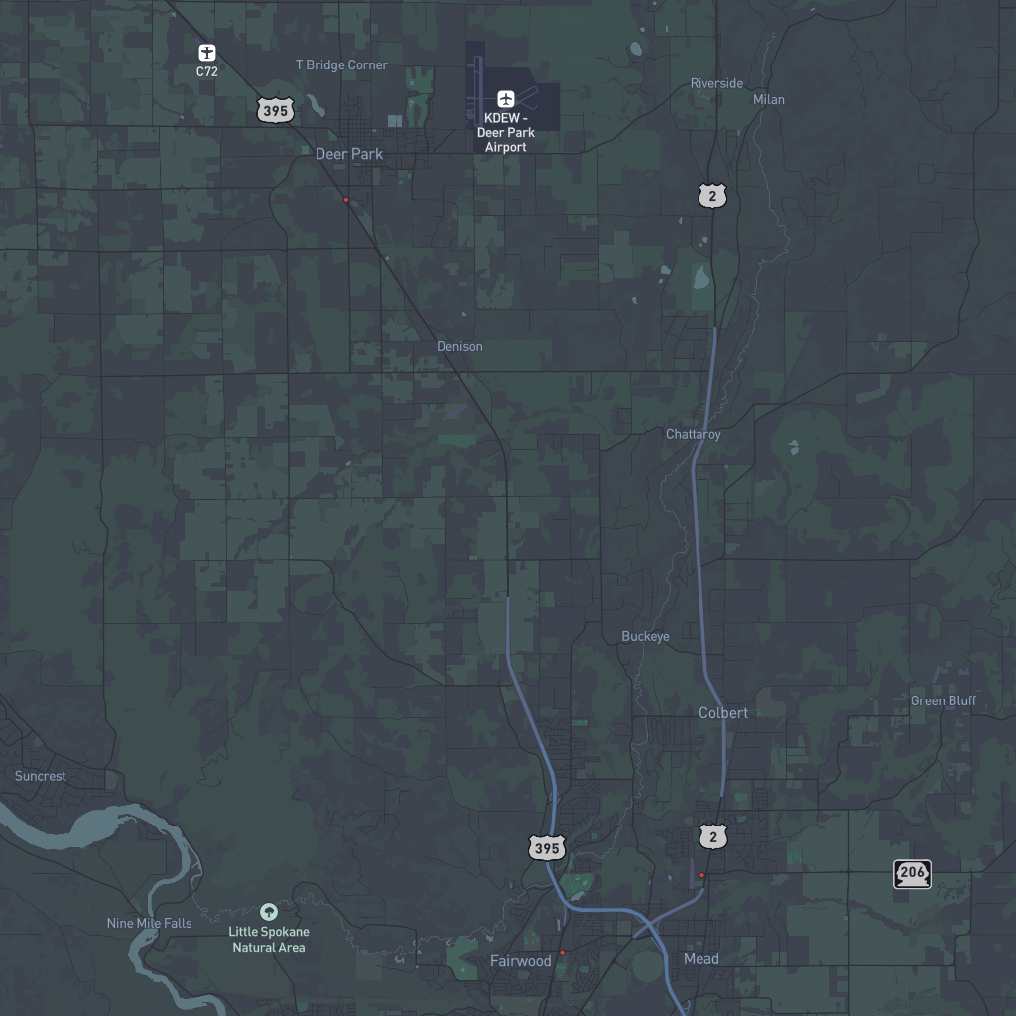 C72
T Bridge Corner
395
KDEW -
Deer Park
Airport
Riverside
Milan
Deer Park
2
Denison
Chattaroy
Buckeye
Green Bluff
Colbert
Suncrest
2
395
206
Nine Mile Falls
Little Spokane
Natural Area
Fairwood
Mead